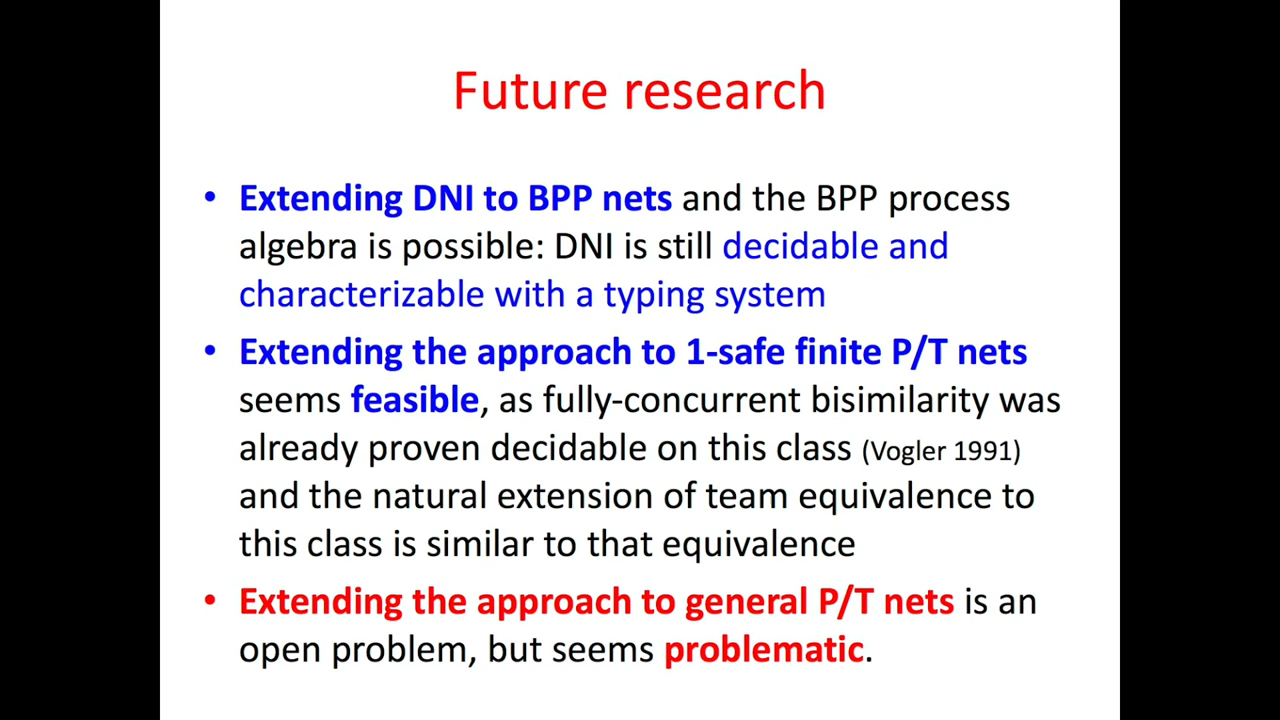 Future research
• Extending DNI to BPP nets and the BPP process
algebra is possible: DNI is still decidable and
characterizable with a typing system
• Extending the approach to 1-safe finite P/T nets
seems feasible, as fully-concurrent bisimilarity was
already proven decidable on this class (Vogler 1991)
and the natural extension of team equivalence to
this class is similar to that equivalence
• Extending the approach to general P/T nets is an
open problem, but seems problematic.